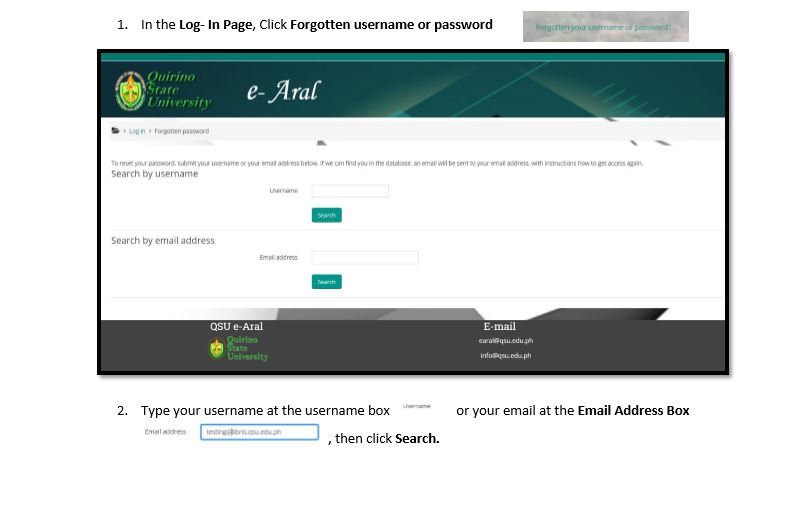 1. In the Log- In Page, Click Forgotten username or password
Forgotten your username or password?
Quirino
State
University
e- Aral
Log in › Forgotten password
To reset your password, submit your username or your email address below. If we can find you in the database, an email will be sent to your email address, with instructions how to get access again.
Search by username
Username
Search
Search by email address
Email address
Search
QSU e-Aral
Quirino
State
University
E-mail
earal@qsu.edu.ph
info@qsu.edu.ph
2. Type your username at the username box Username or your email at the Email Address Box
Email address testing@libris.qsu.edu.ph , then click Search.